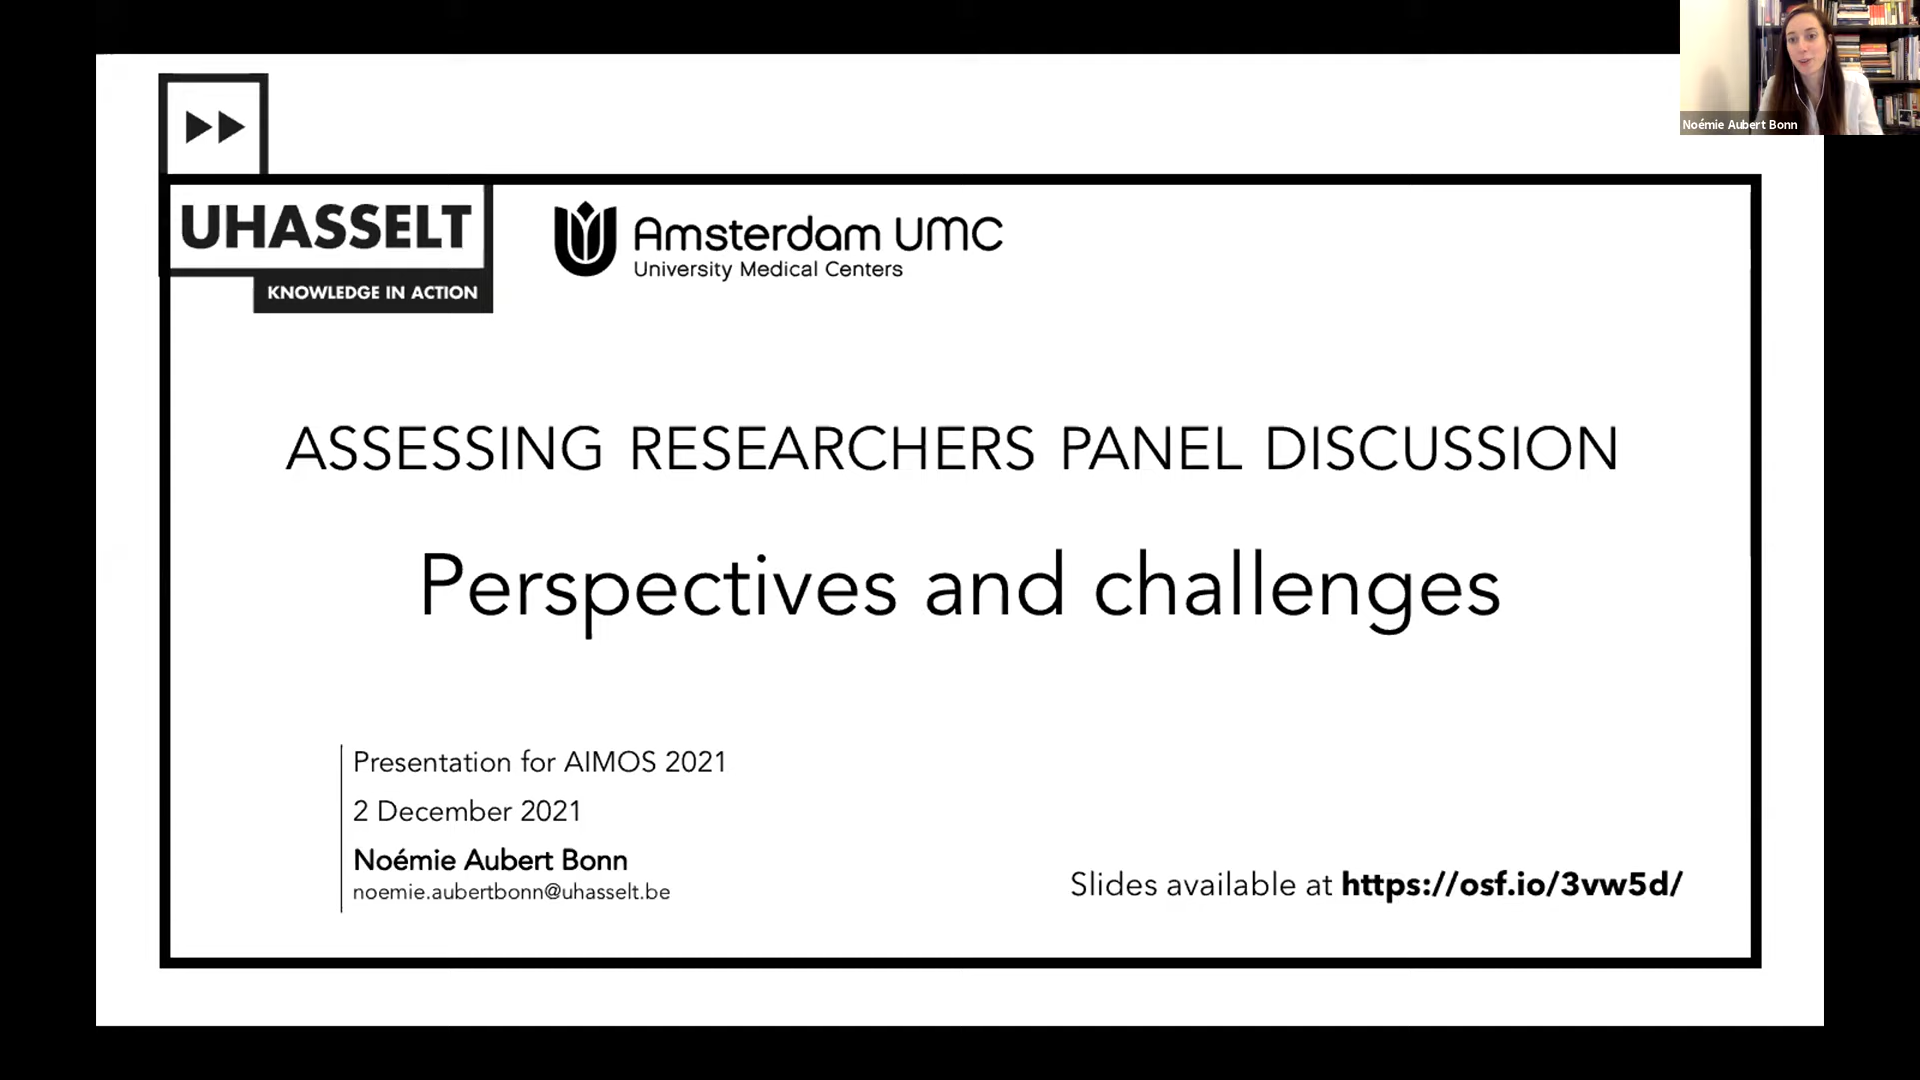 Noémie Aubert Bonn
UHASSELT
KNOWLEDGE IN ACTION
Amsterdam UMC
University Medical Centers
ASSESSING RESEARCHERS PANEL DISCUSSION
Perspectives and challenges
Presentation for AIMOS 2021
2 December 2021
Noémie Aubert Bonn
noemie.aubertbonn@uhasselt.be
Slides available at https://osf.io/3vw5d/